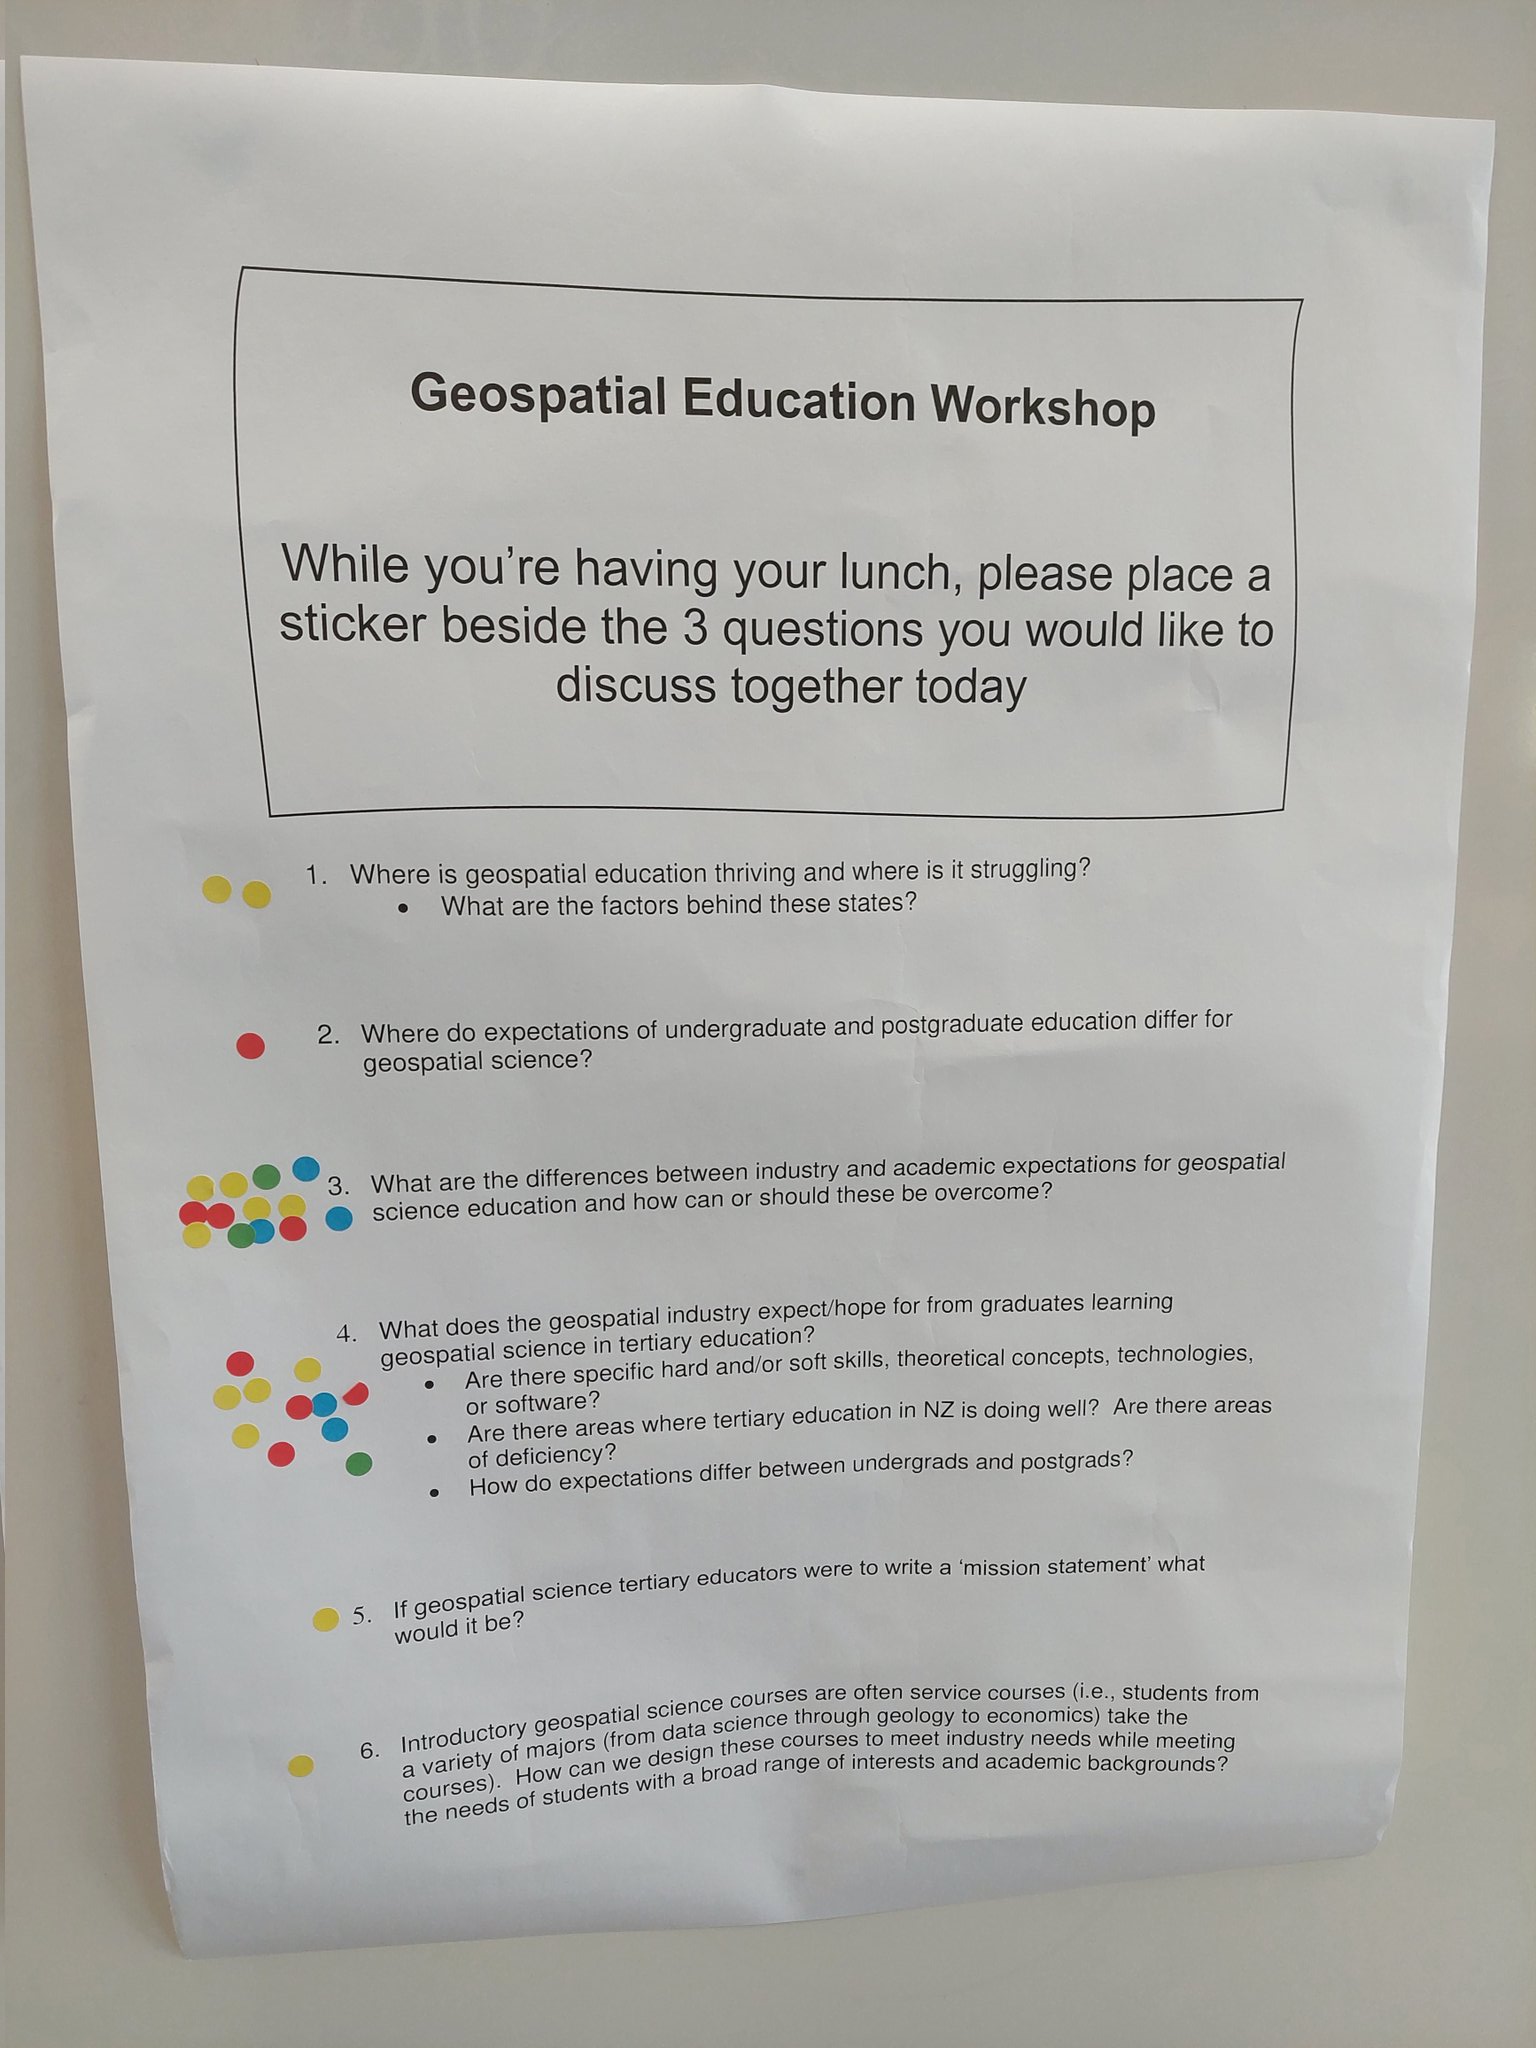 Geospatial Education Workshop
While you're having your lunch, please place a
sticker beside the 3 questions you would like to
discuss together today
1. Where is geospatial education thriving and where is it struggling?
• What are the factors behind these states?
2. Where do expectations of undergraduate and postgraduate education differ for
geospatial science?
3. What are the differences between industry and academic expectations for geospatial
science education and how can or should these be overcome?
4. What does the geospatial industry expect/hope for from graduates learning
geospatial science in tertiary education?
• Are there specific hard and/or soft skills, theoretical concepts, technologies,
or software?
• Are there areas where tertiary education in NZ is doing well? Are there areas
of deficiency?
• How do expectations differ between undergrads and postgrads?
5. If geospatial science tertiary educators were to write a 'mission statement' what
would it be?
6. Introductory geospatial science courses are often service courses (i.e., students from
a variety of majors (from data science through geology to economics) take the
courses). How can we design these courses to meet industry needs while meeting
the needs of students with a broad range of interests and academic backgrounds?